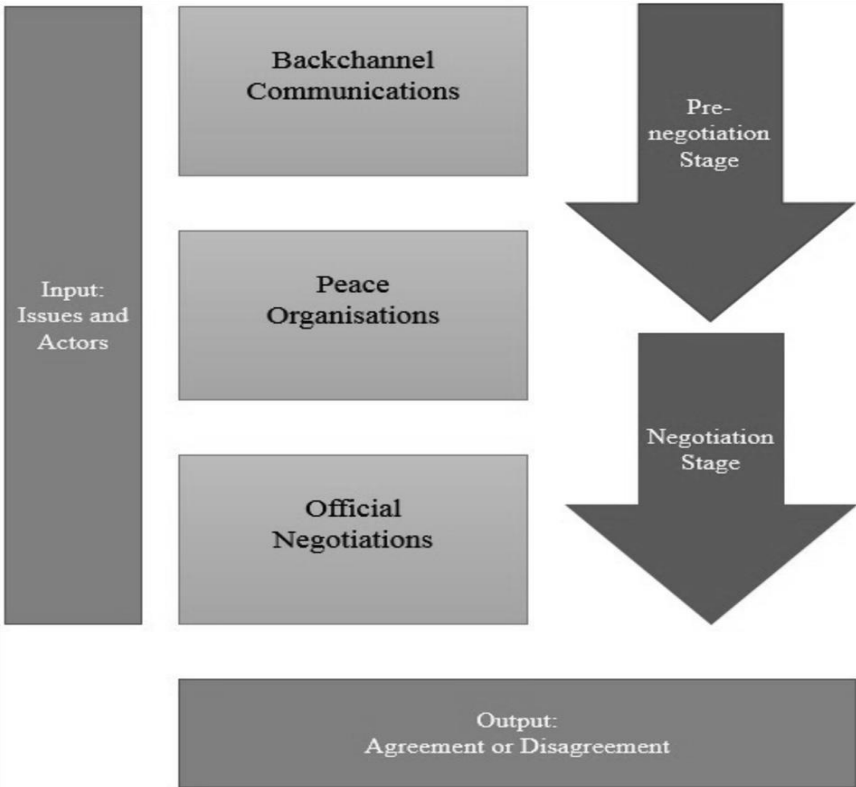 Backchannel
Communications
Pre-
negotiation
Stage
Input:
Issues and
Actors
Peace
Organisations
Negotiation
Stage
Official
Negotiations
Output:
Agreement or Disagreement